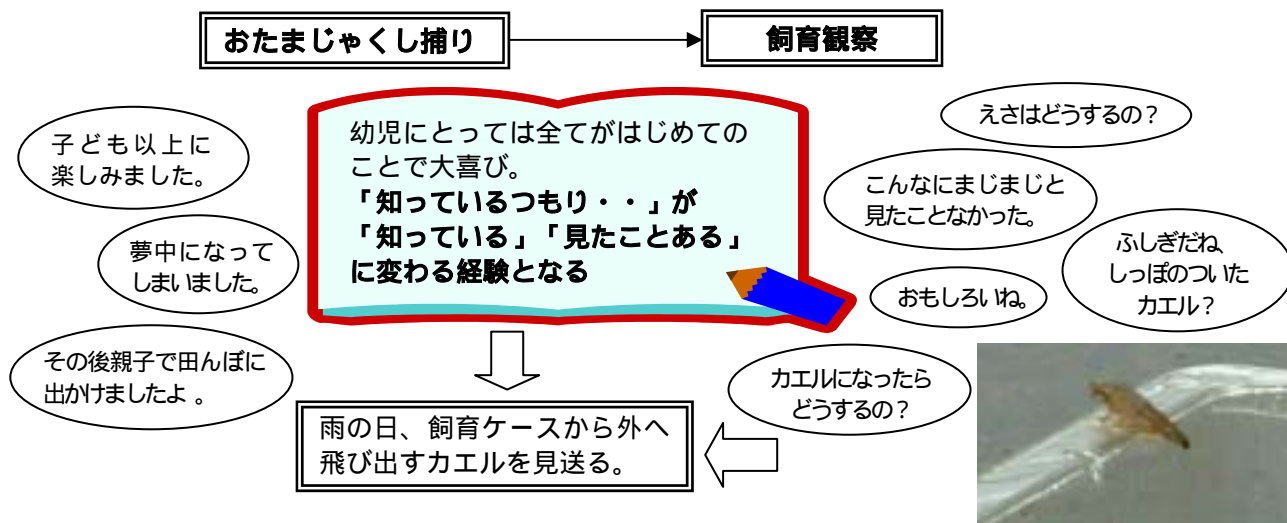 おたまじゃくし捕り
飼育観察
幼児にとっては全てがはじめての
ことで大喜び。
「知っているつもり・・」が
「知っている」「見たことある」
に変わる経験となる
子ども以上に
楽しみました。
夢中になって
しまいました。
その後親子で田んぼに
出かけましたよ 。
えさはどうするの？
こんなにまじまじと
見たことなかった。
ふしぎだね、
しっぽのついた
カエル？
おもしろいね。
カエルになったら
どうするの？
雨の日、飼育ケースから外へ
飛び出すカエルを見送る。